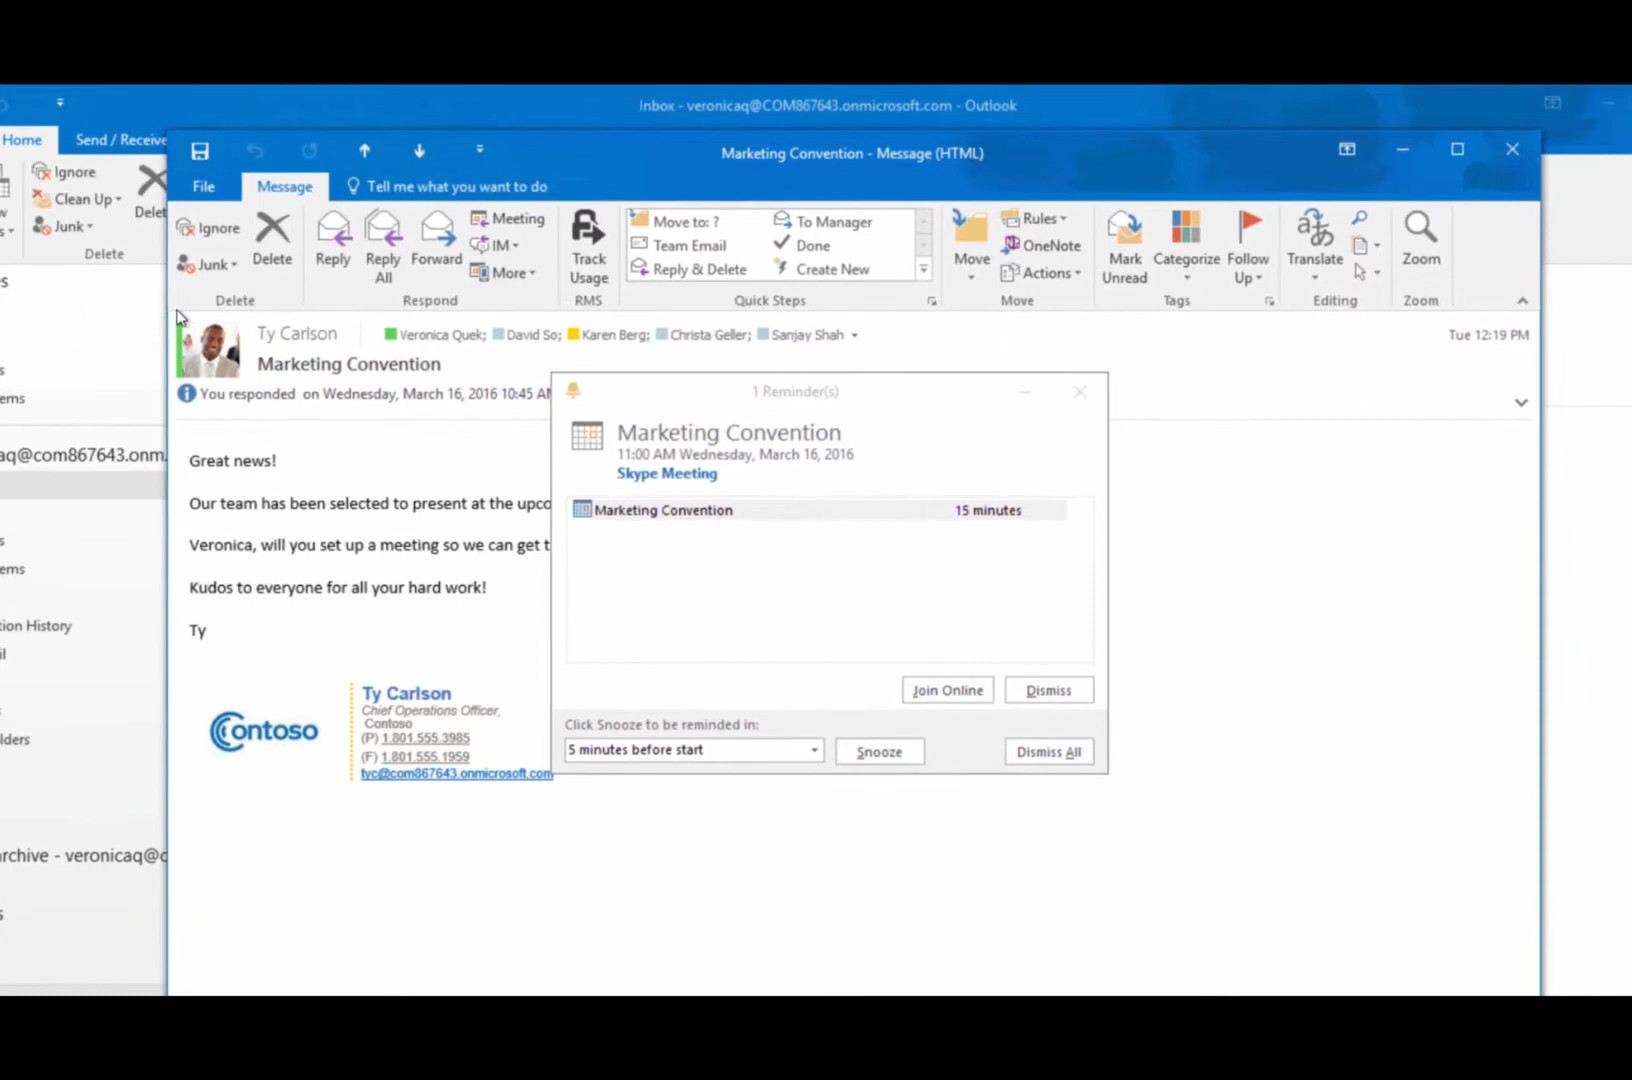 Inbox - veronicaq@COM867643.onmicrosoft.com - Outlook
Home Send / Receive
Marketing Convention - Message (HTML)
File Message Tell me what you want to do
Ignore
Clean Up
Junk
Delete
Ignore
Junk
Delete
Delete
Reply
Reply All
Forward
Meeting
IM
More
Respond
Track Usage
RMS
Move to: ? To Manager
Team Email Done
Reply & Delete Create New
Quick Steps
Move
Rules
OneNote
Actions
Move
Mark Unread
Categorize
Follow Up
Tags
Translate
Editing
Zoom
Zoom
Ty Carlson Veronica Quek; David So; Karen Berg; Christa Geller; Sanjay Shah Tue 12:19 PM
Marketing Convention
You responded on Wednesday, March 16, 2016 10:45 AM
Great news!
Our team has been selected to present at the upco
Veronica, will you set up a meeting so we can get t
Kudos to everyone for all your hard work!
Ty
Contoso
Ty Carlson
Chief Operations Officer,
Contoso
(P) 1.801.555.3985
(F) 1.801.555.1959
tyc@com867643.onmicrosoft.com
1 Reminder(s)
Marketing Convention
11:00 AM Wednesday, March 16, 2016
Skype Meeting
Marketing Convention 15 minutes
Join Online Dismiss
Click Snooze to be reminded in:
5 minutes before start Snooze Dismiss All
ems
aq@com867643.onm.
ems
tion History
il
lders
archive - veronicaq@c